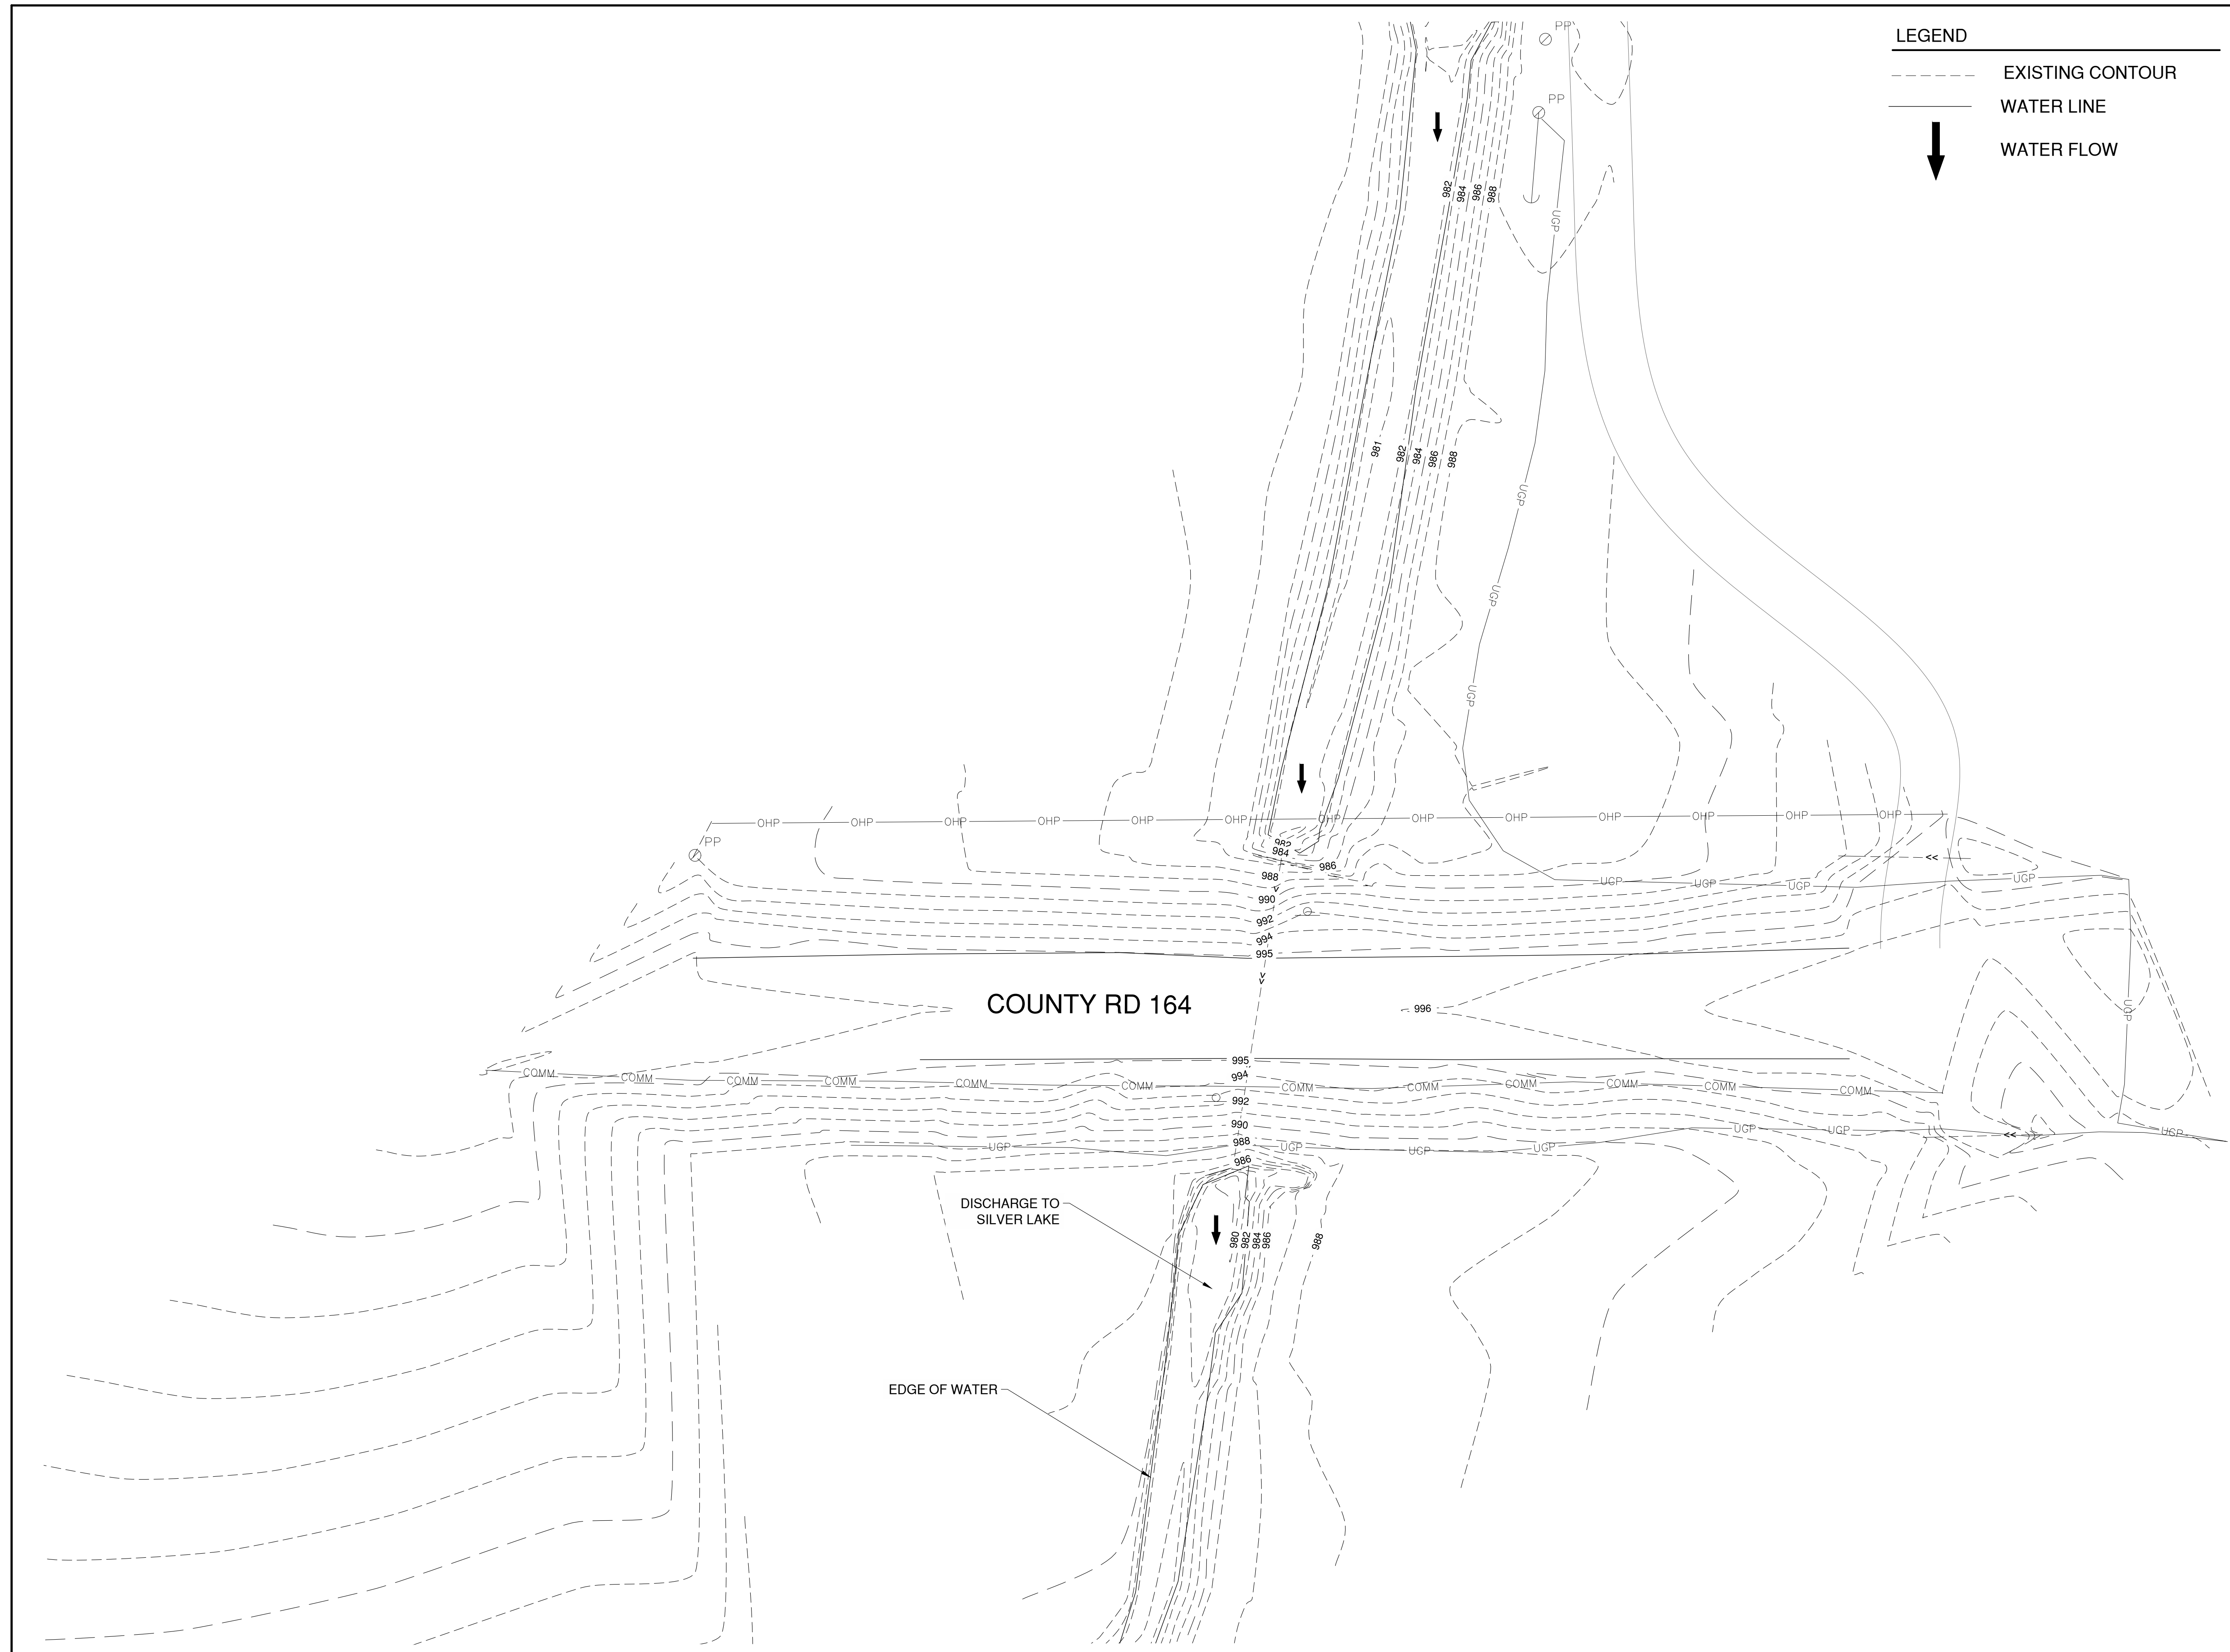 LEGEND
EXISTING CONTOUR
WATER LINE
WATER FLOW
PP
PP
982
984
986
988
UGP
981
982
984
986
988
UGP
UGP
UGP
OHP OHP OHP OHP OHP OHP OHP OHP OHP OHP OHP OHP OHP
PP
982
984
986
988
<<
UGP UGP UGP UGP
v
990
992
994
995
v
v
COUNTY RD 164
996
UGP
995
COMM COMM COMM COMM COMM COMM COMM COMM COMM COMM COMM COMM
994
992
990
988
986
UGP UGP UGP UGP UGP UGP UGP
<<
DISCHARGE TO
SILVER LAKE
980
982
984
986
988
EDGE OF WATER